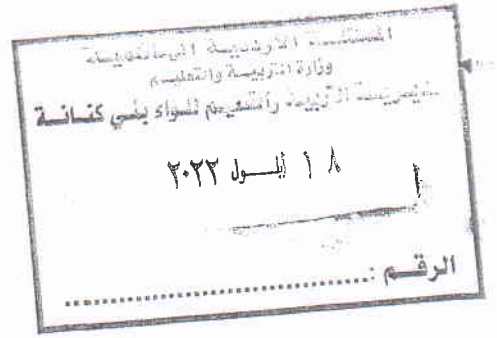 المملكة الأردنية الهاشمية
وزارة التربية والتعليم
مديرية التربية والتعليم للواء بني كنانة
١٨ أيلول ٢٠٢٢
الرقم :